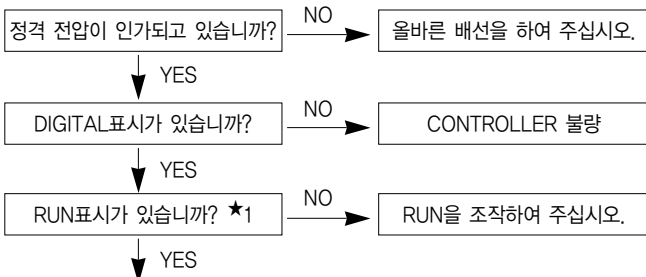 정격 전압이 인가되고 있습니까?
NO
올바른 배선을 하여 주십시오.
YES
DIGITAL표시가 있습니까?
NO
CONTROLLER 불량
YES
RUN표시가 있습니까? ★1
NO
RUN을 조작하여 주십시오.
YES